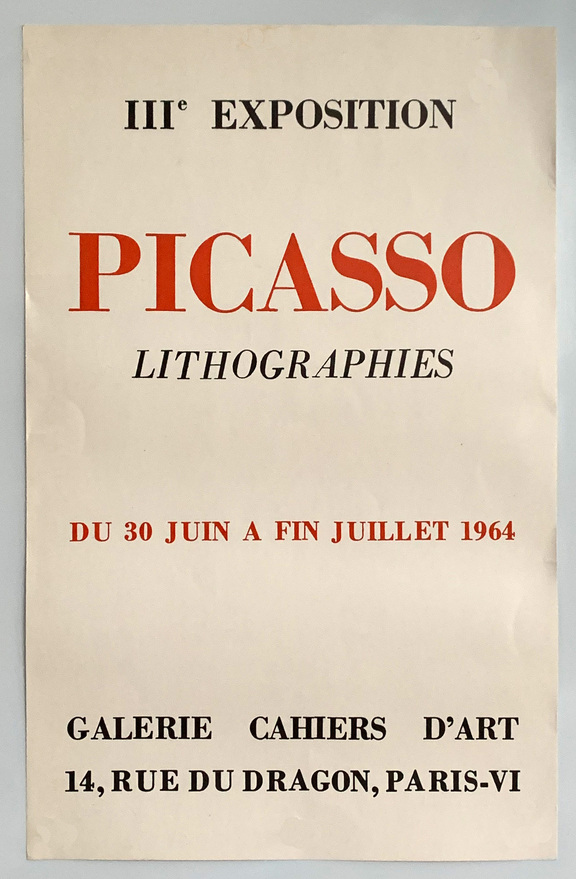 IIIe EXPOSITION
PICASSO
LITHOGRAPHIES
DU 30 JUIN A FIN JUILLET 1964
GALERIE CAHIERS D'ART
14, RUE DU DRAGON, PARIS-VI